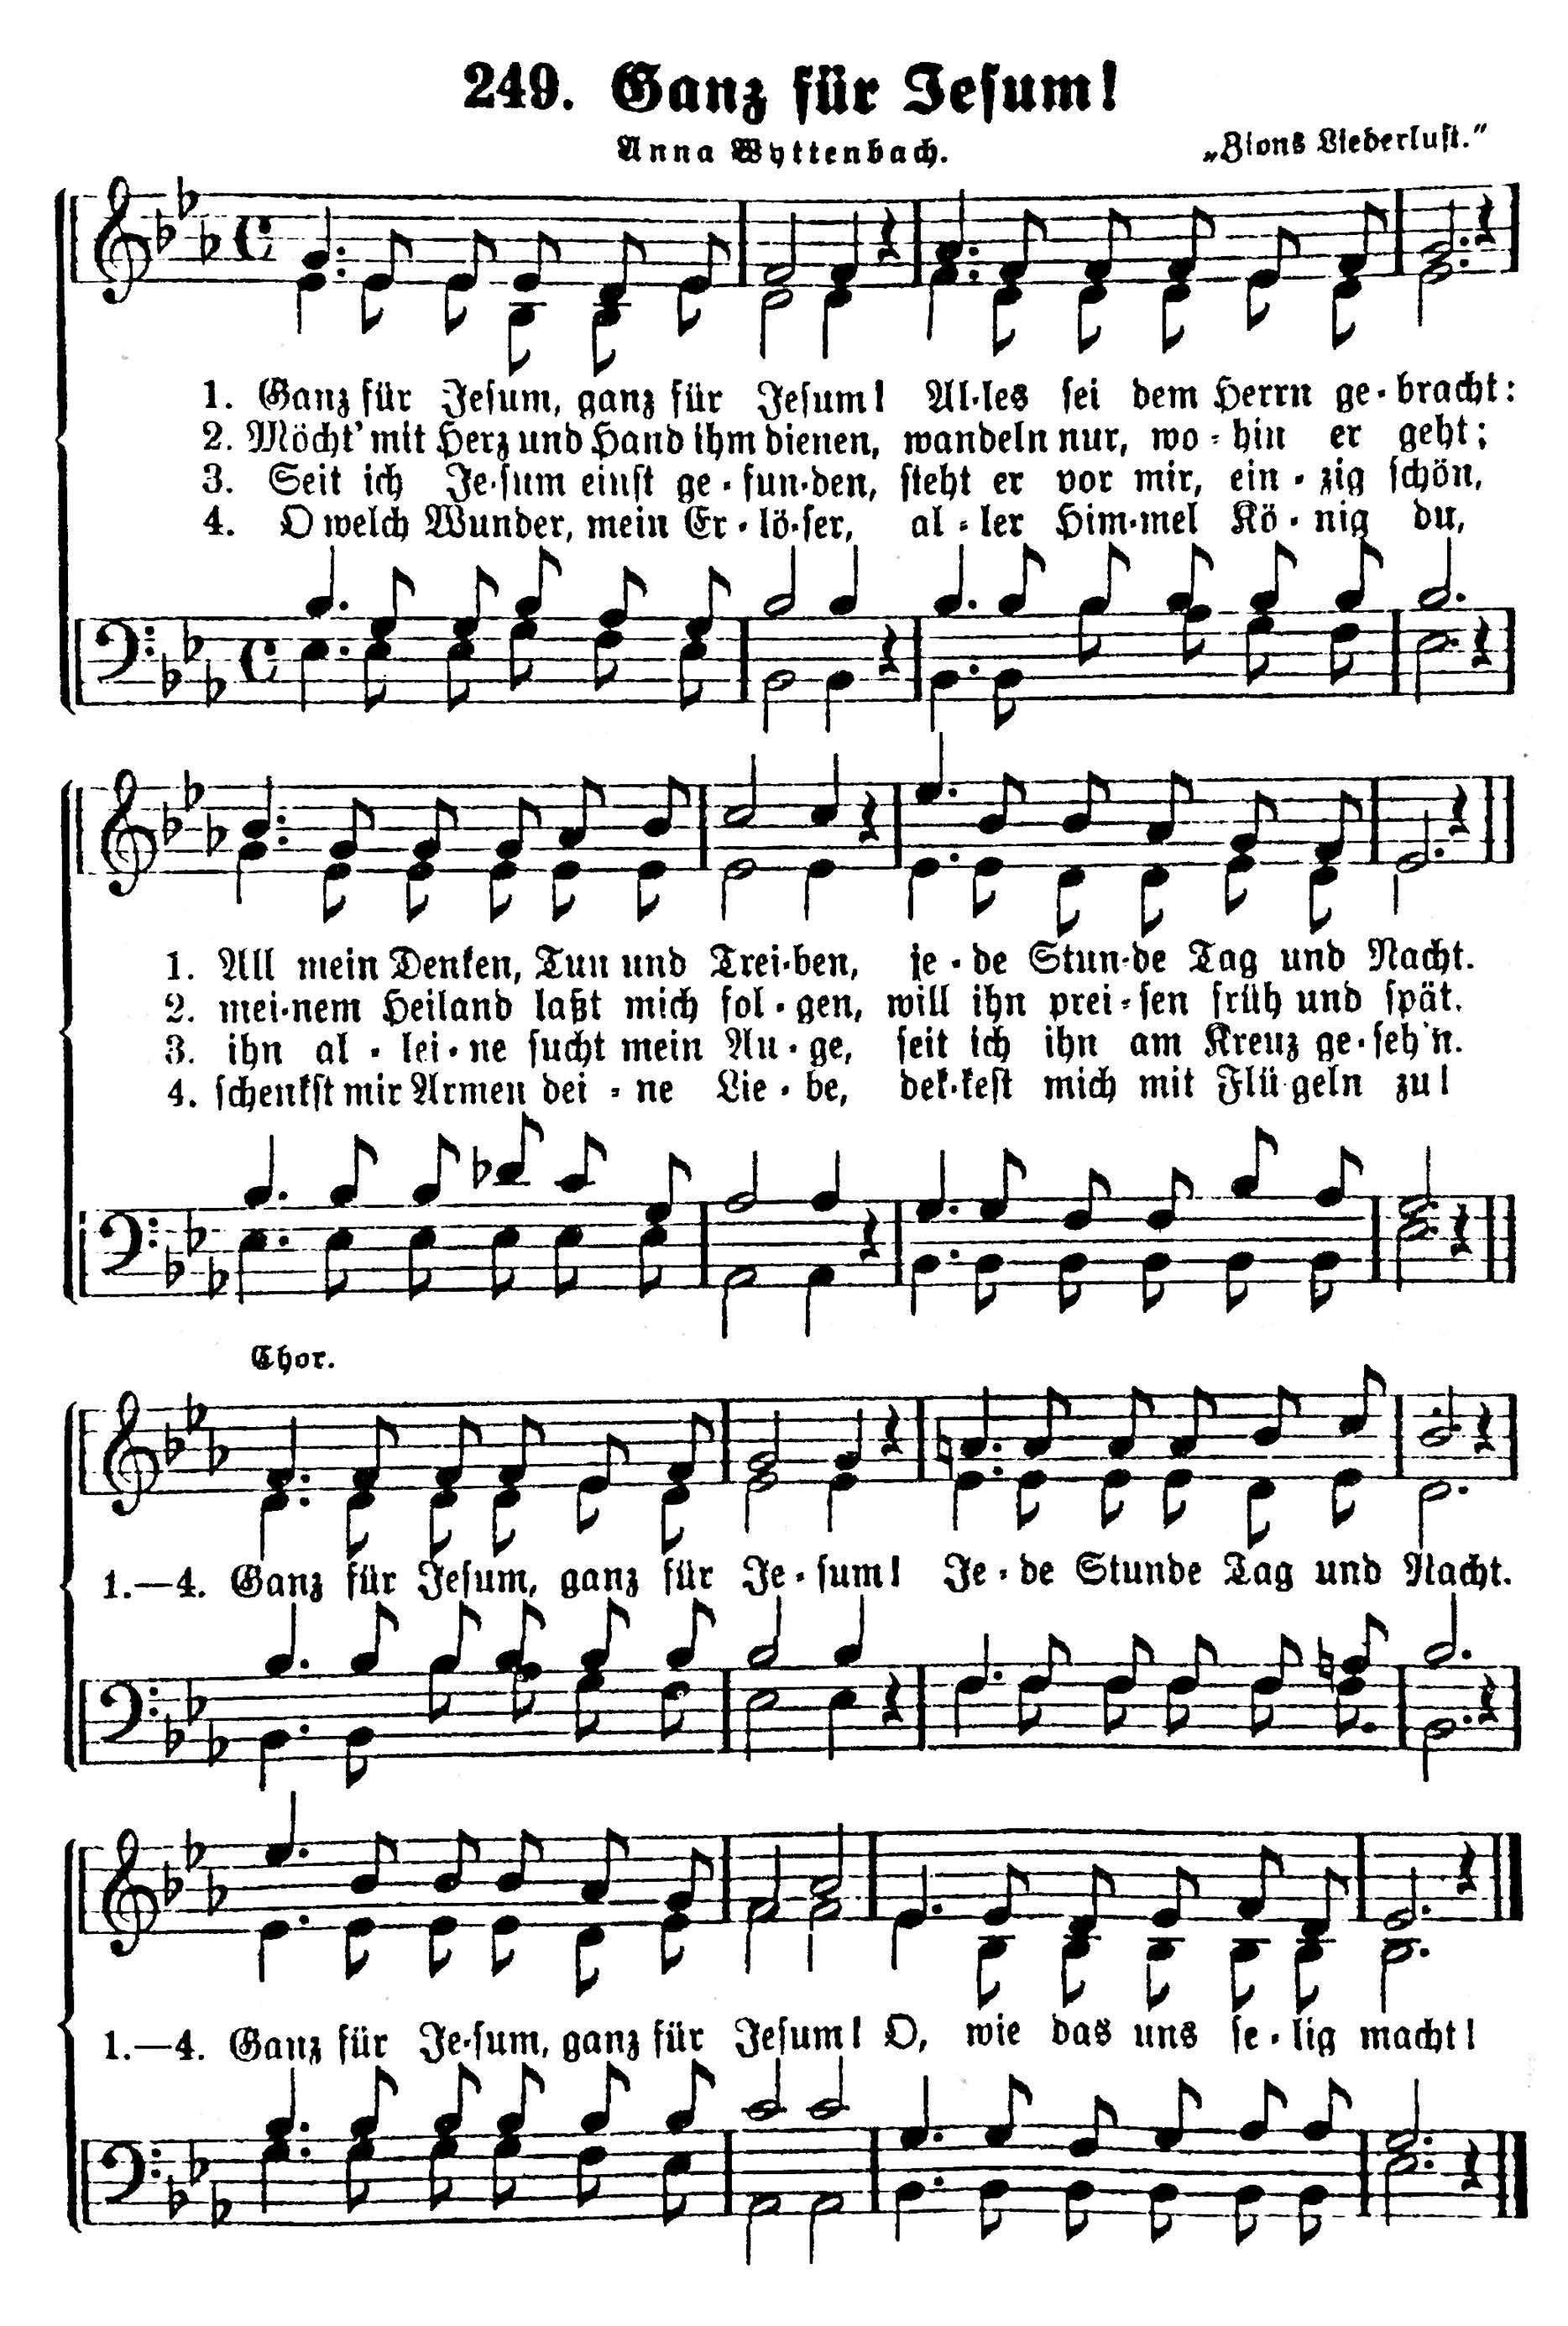 249. Ganz für Jesum!
Anna Wyttenbach.
„Zions Liederlust.“
1. Ganz für Jesum, ganz für Jesum! Al-les sei dem Herrn ge-bracht:
2. Möcht' mit Herz und Hand ihm dienen, wandeln nur, wo-hin er geht;
3. Seit ich Je-sum einst ge-fun-den, steht er vor mir, ein-zig schön,
4. O welch Wunder, mein Er-lö-ser, al-ler Him-mel Kö-nig du,
1. All mein Denken, Tun und Trei-ben, je-de Stun-de Tag und Nacht.
2. mei-nem Heiland laßt mich fol-gen, will ihn prei-sen früh und spät.
3. ihn al-lei-ne sucht mein Au-ge, seit ich ihn am Kreuz ge-seh'n.
4. schenkst mir Armen dei-ne Lie-be, dek-kest mich mit Flü-geln zu!
Chor.
1.—4. Ganz für Jesum, ganz für Je-sum! Je-de Stunde Tag und Nacht.
1.—4. Ganz für Je-sum, ganz für Jesum! O, wie das uns se-lig macht!